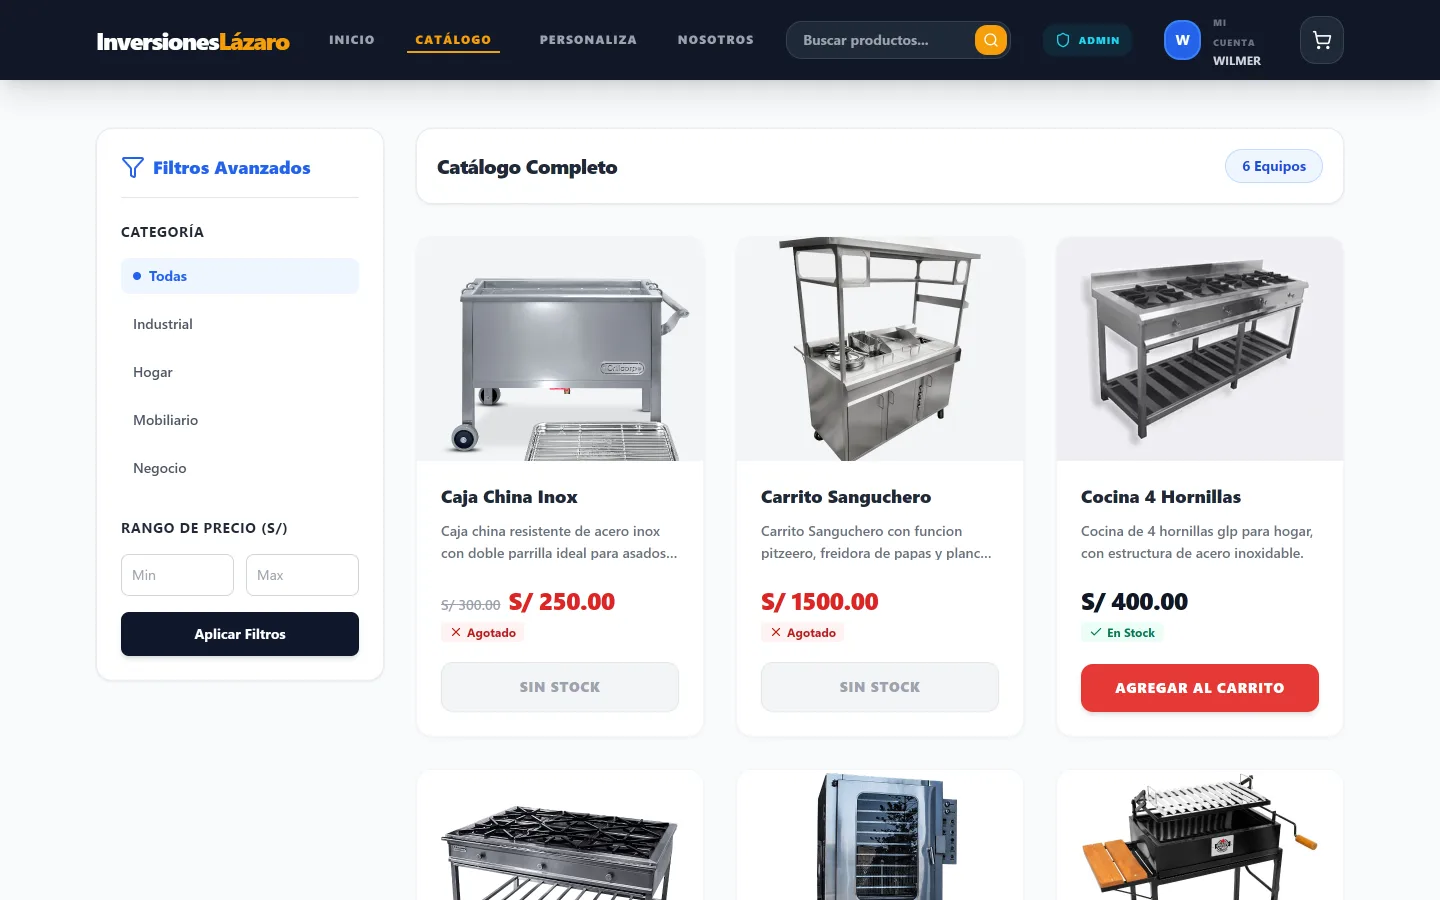 InversionesLázaro
INICIO
CATÁLOGO
PERSONALIZA
NOSOTROS
Buscar productos...
ADMIN
W
MI
CUENTA
WILMER
Filtros Avanzados
CATEGORÍA
Todas
Industrial
Hogar
Mobiliario
Negocio
RANGO DE PRECIO (S/)
Min
Max
Aplicar Filtros
Catálogo Completo
6 Equipos
Caja China Inox
Caja china resistente de acero inox
con doble parrilla ideal para asados...
S/ 300.00 S/ 250.00
Agotado
SIN STOCK
Carrito Sanguchero
Carrito Sanguchero con funcion
pitzeero, freidora de papas y planc...
S/ 1500.00
Agotado
SIN STOCK
Cocina 4 Hornillas
Cocina de 4 hornillas glp para hogar,
con estructura de acero inoxidable.
S/ 400.00
En Stock
AGREGAR AL CARRITO